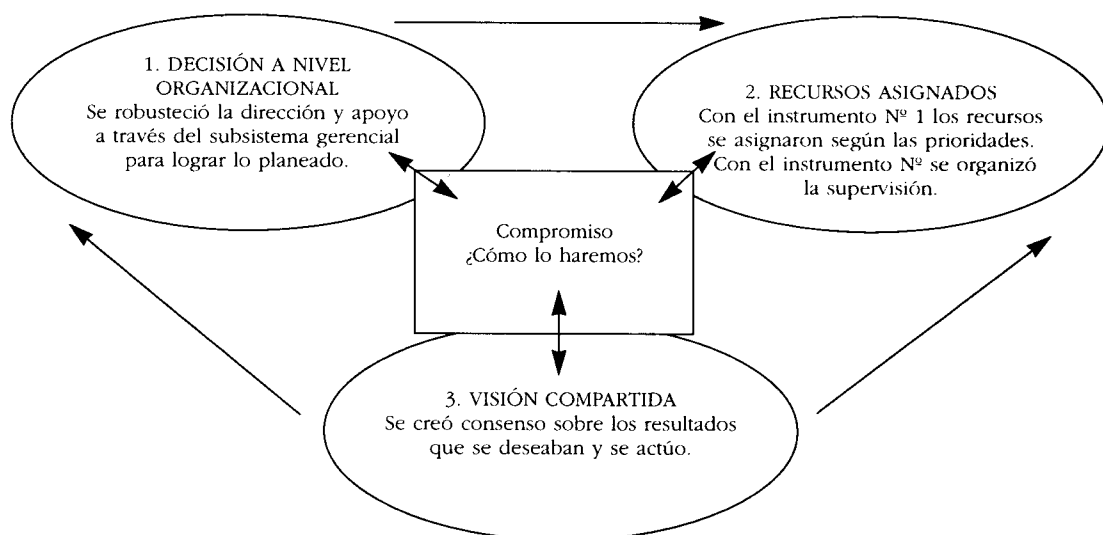 1. DECISIÓN A NIVEL
ORGANIZACIONAL
Se robusteció la dirección y apoyo
a través del subsistema gerencial
para lograr lo planeado.
2. RECURSOS ASIGNADOS
Con el instrumento Nº 1 los recursos
se asignaron según las prioridades.
Con el instrumento Nº se organizó
la supervisión.
Compromiso
¿Cómo lo haremos?
3. VISIÓN COMPARTIDA
Se creó consenso sobre los resultados
que se deseaban y se actúo.